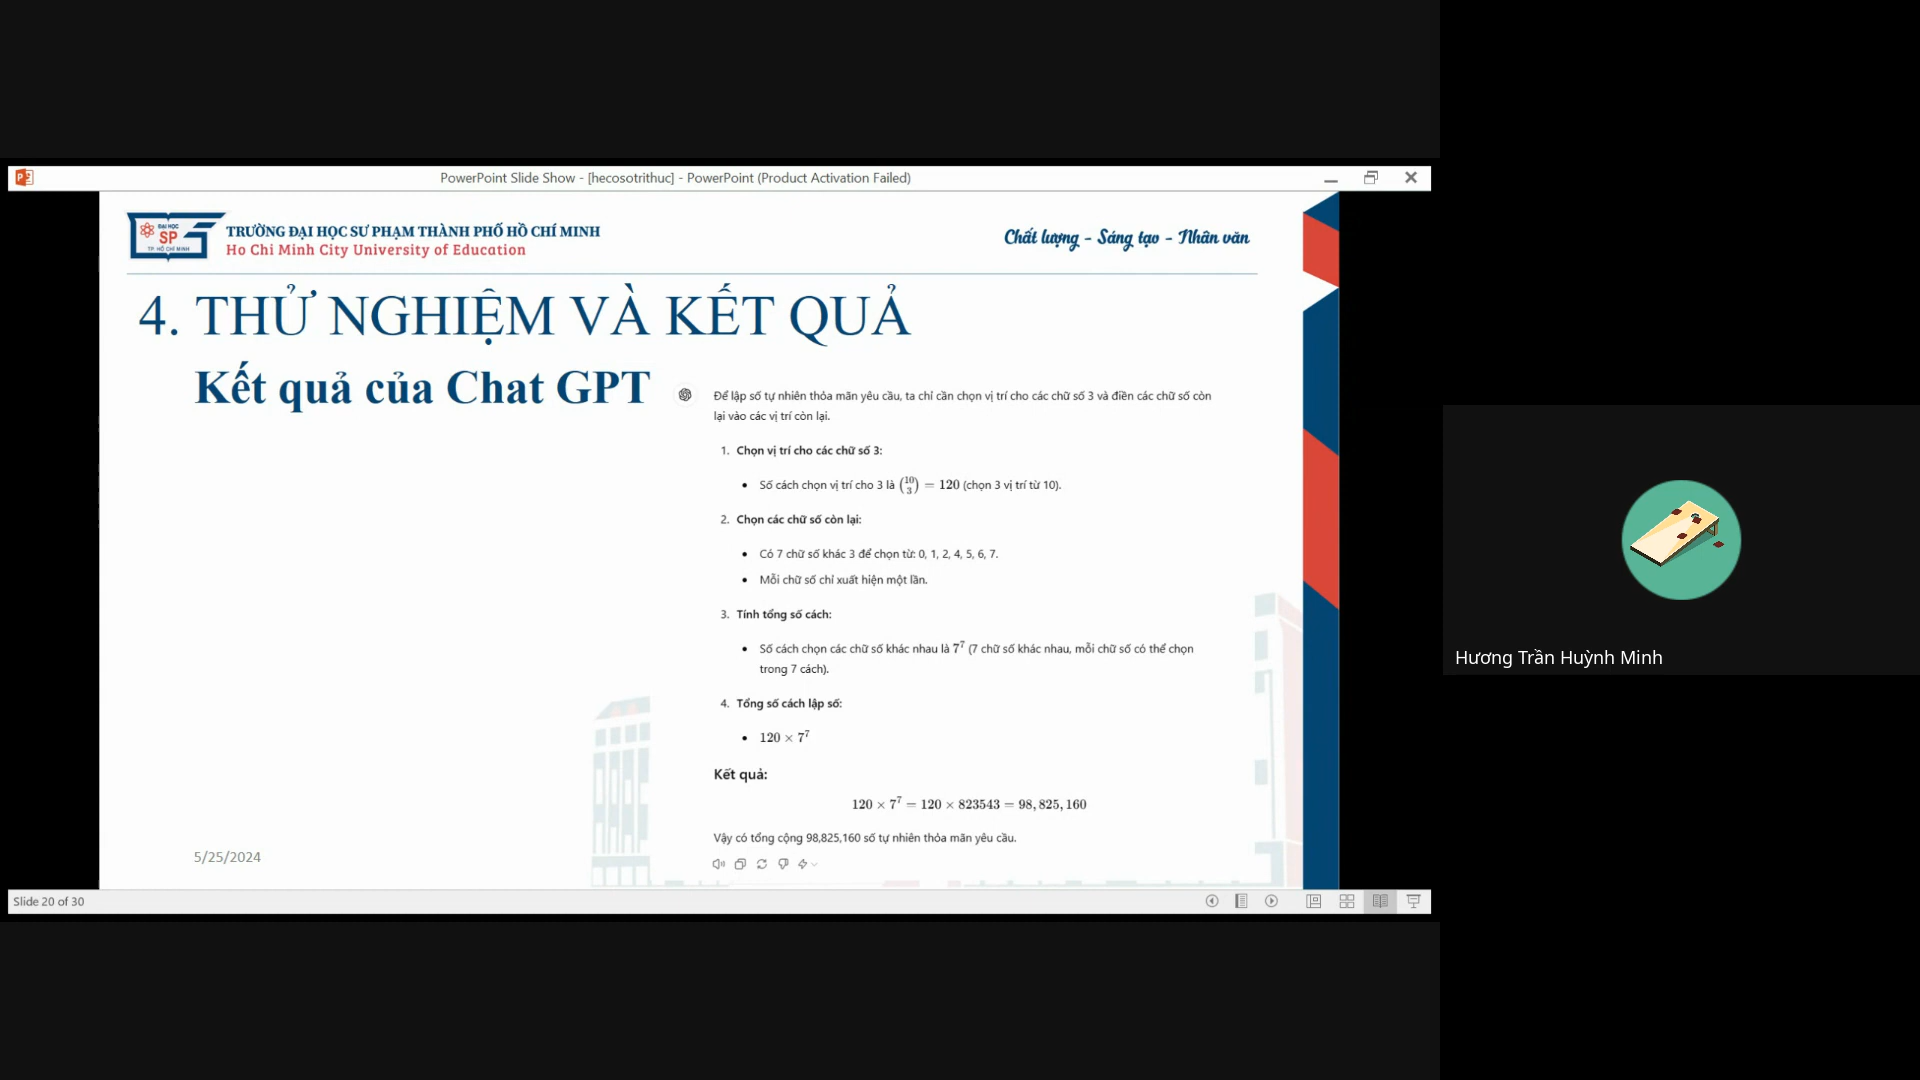 PowerPoint Slide Show - [hecosotrithuc] - PowerPoint (Product Activation Failed)
ĐẠI HỌC
SP
TP. HỒ CHÍ MINH
TRƯỜNG ĐẠI HỌC SƯ PHẠM THÀNH PHỐ HỒ CHÍ MINH
Ho Chi Minh City University of Education
Chất lượng - Sáng tạo - Nhân văn
4. THỬ NGHIỆM VÀ KẾT QUẢ
Kết quả của Chat GPT
Để lập số tự nhiên thỏa mãn yêu cầu, ta chỉ cần chọn vị trí cho các chữ số 3 và điền các chữ số còn
lại vào các vị trí còn lại.
1. Chọn vị trí cho các chữ số 3:
• Số cách chọn vị trí cho 3 là (10 3) = 120 (chọn 3 vị trí từ 10).
2. Chọn các chữ số còn lại:
• Có 7 chữ số khác 3 để chọn từ: 0, 1, 2, 4, 5, 6, 7.
• Mỗi chữ số chỉ xuất hiện một lần.
3. Tính tổng số cách:
• Số cách chọn các chữ số khác nhau là 7⁷ (7 chữ số khác nhau, mỗi chữ số có thể chọn
trong 7 cách).
4. Tổng số cách lập số:
• 120 × 7⁷
Kết quả:
120 × 7⁷ = 120 × 823543 = 98, 825, 160
Vậy có tổng cộng 98,825,160 số tự nhiên thỏa mãn yêu cầu.
5/25/2024
Slide 20 of 30
Hương Trần Huỳnh Minh